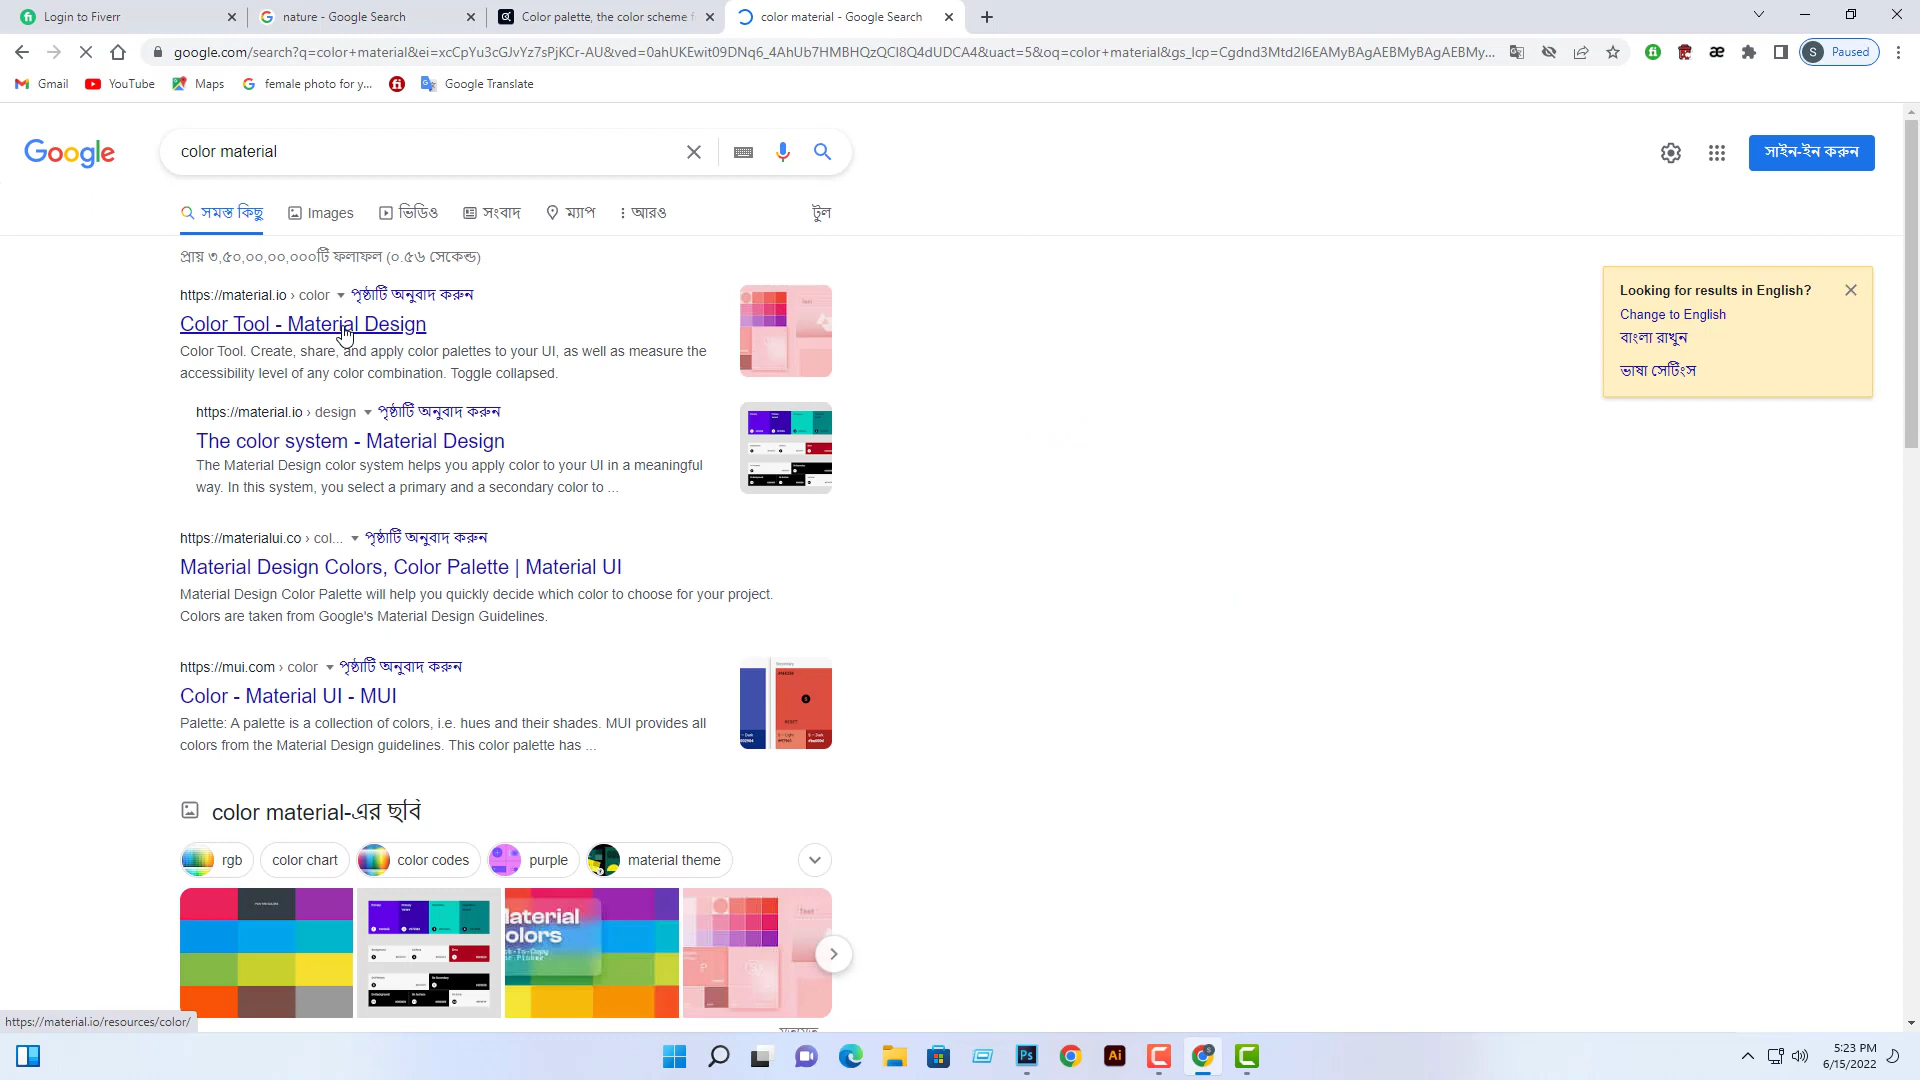 Login to Fiverr
nature - Google Search
Color palette, the color scheme f
color material - Google Search
google.com/search?q=color+material&ei=xcCpYu3cGJvYz7sPjKCr-AU&ved=0ahUKEwit09DNq6_4AhUb7HMBHQzQCI8Q4dUDCA4&uact=5&oq=color+material&gs_lcp=Cgdnd3Mtd2l6EAMyBAgAEBMyBAgAEBMy...
S Paused
Gmail
YouTube
Maps
female photo for y...
Google Translate
Google
color material
সাইন-ইন করুন
সমস্ত কিছু
Images
ভিডিও
সংবাদ
ম্যাপ
আরও
টুল
প্রায় ৩,৫০,০০,০০,০০০টি ফলাফল (০.৫৬ সেকেন্ড)
https://material.io › color পৃষ্ঠাটি অনুবাদ করুন
Color Tool - Material Design
Color Tool. Create, share, and apply color palettes to your UI, as well as measure the
accessibility level of any color combination. Toggle collapsed.
https://material.io › design পৃষ্ঠাটি অনুবাদ করুন
The color system - Material Design
The Material Design color system helps you apply color to your UI in a meaningful
way. In this system, you select a primary and a secondary color to ...
https://materialui.co › col... পৃষ্ঠাটি অনুবাদ করুন
Material Design Colors, Color Palette | Material UI
Material Design Color Palette will help you quickly decide which color to choose for your project.
Colors are taken from Google's Material Design Guidelines.
https://mui.com › color পৃষ্ঠাটি অনুবাদ করুন
Color - Material UI - MUI
Palette: A palette is a collection of colors, i.e. hues and their shades. MUI provides all
colors from the Material Design guidelines. This color palette has ...
Looking for results in English?
Change to English
বাংলা রাখুন
ভাষা সেটিংস
color material-এর ছবি
rgb
color chart
color codes
purple
material theme
Material
Colors
https://material.io/resources/color/
Ps
Ai
5:23 PM
6/15/2022